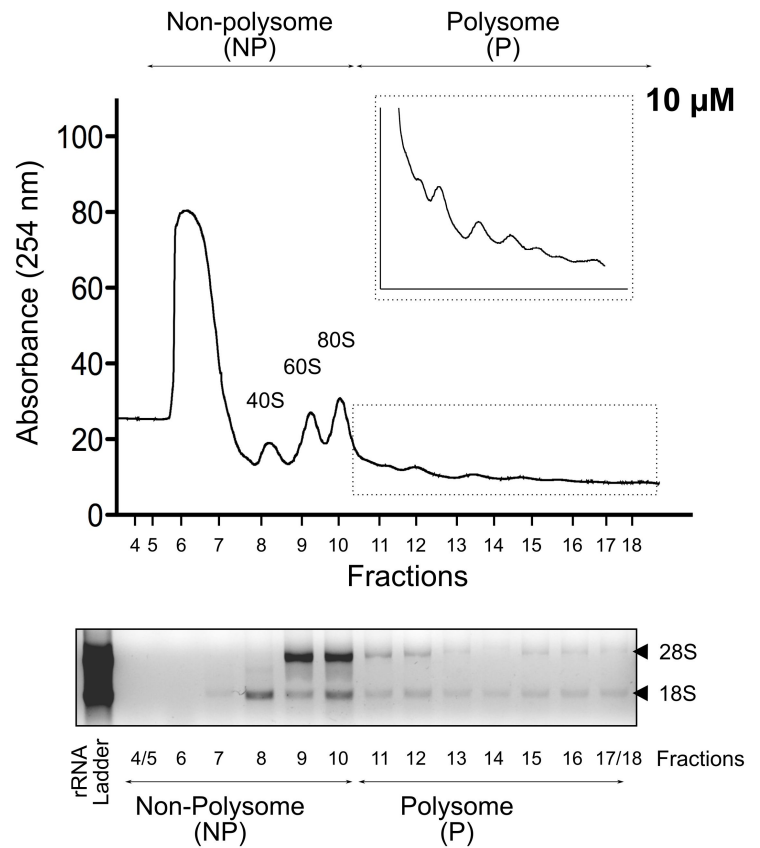 Non-polysome
(NP)
Polysome
(P)
10 µM
Absorbance (254 nm)
100
80
60
40
20
0
40S
60S
80S
4 5 6 7 8 9 10 11 12 13 14 15 16 17 18
Fractions
28S
18S
rRNA
Ladder
4/5 6 7 8 9 10 11 12 13 14 15 16 17/18 Fractions
Non-Polysome
(NP)
Polysome
(P)